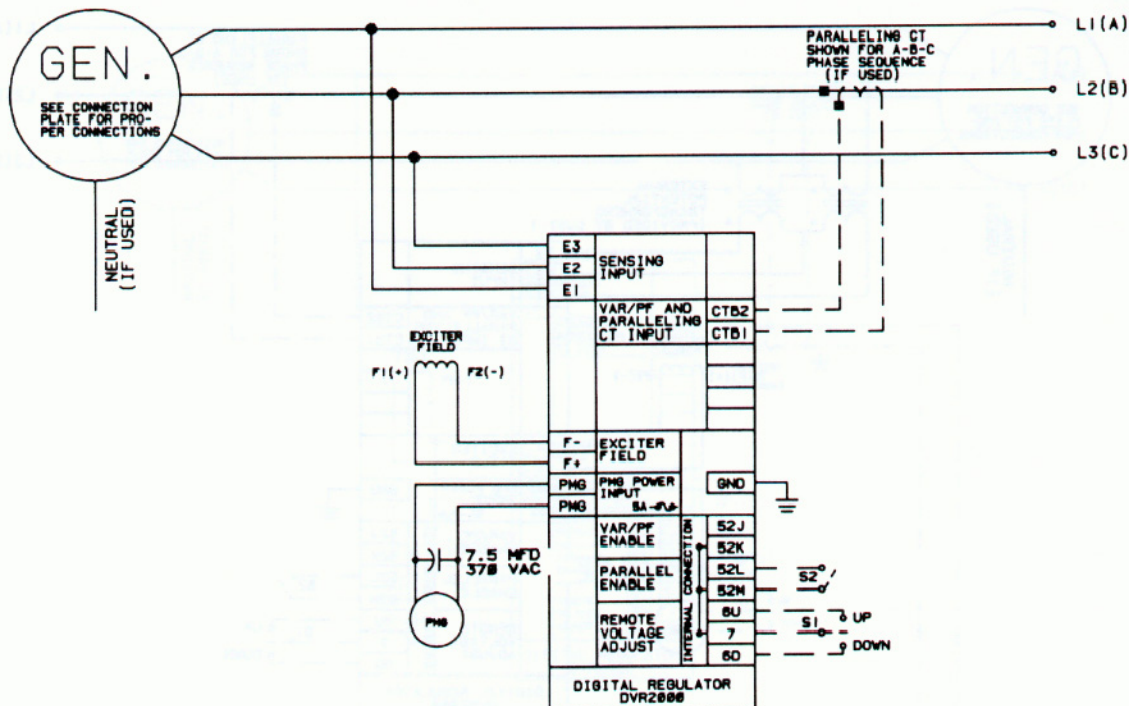 GEN.
SEE CONNECTION
PLATE FOR PRO-
PER CONNECTIONS
NEUTRAL
(IF USED)
L1(A)
PARALLELING CT
SHOWN FOR A-B-C
PHASE SEQUENCE
(IF USED)
L2(B)
L3(C)
E3
E2
E1
SENSING
INPUT
VAR/PF AND
PARALLELING
CT INPUT
CTB2
CTB1
EXCITER
FIELD
F1(+)
F2(-)
F-
F+
EXCITER
FIELD
PMG
PMG
PMG POWER
INPUT
5A
GND
VAR/PF
ENABLE
PARALLEL
ENABLE
REMOTE
VOLTAGE
ADJUST
INTERNAL CONNECTION
52J
52K
52L
52M
6U
7
6D
S2
S1
UP
DOWN
7.5 MFD
370 VAC
PMG
DIGITAL REGULATOR
DVR2000